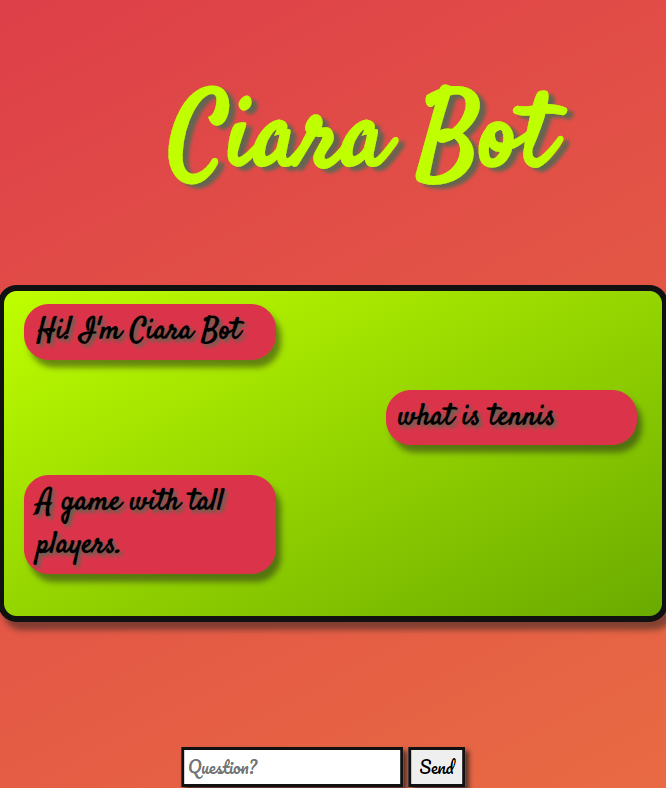 Ciara Bot
Hi! I'm Ciara Bot
what is tennis
A game with tall
players.
Question?
Send